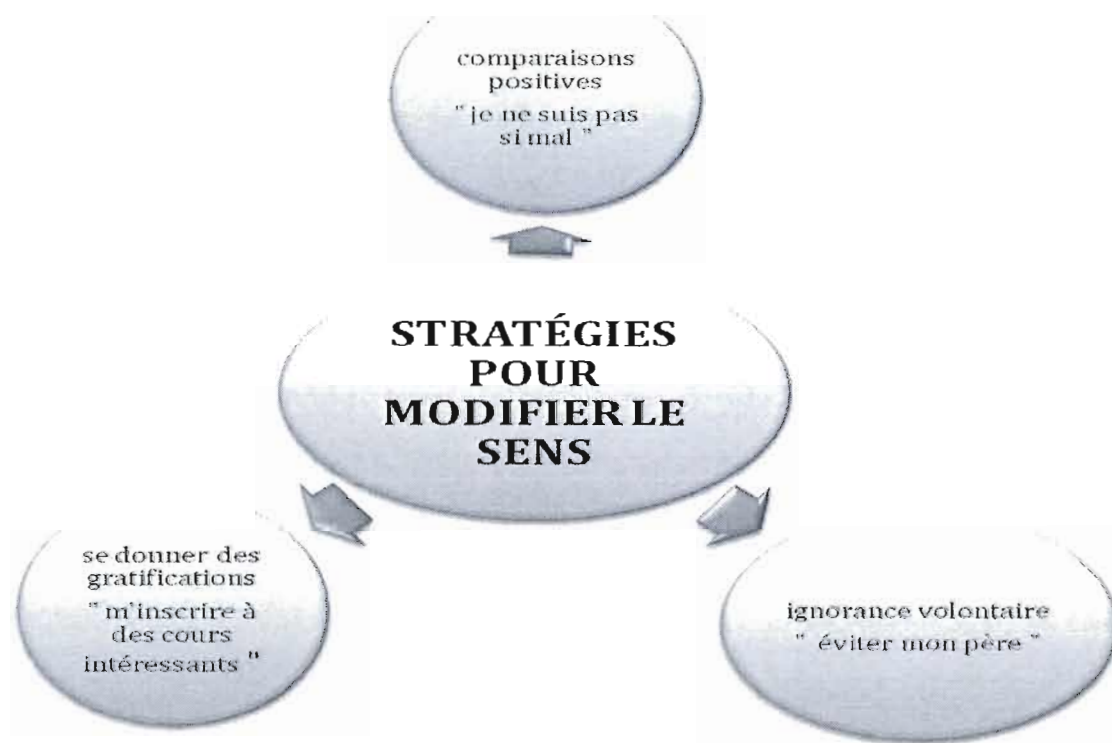 comparaisons
positives
" je ne suis pas
si mal "
STRATÉGIES
POUR
MODIFIER LE
SENS
se donner des
gratifications
" m'inscrire à
des cours
intéressants "
ignorance volontaire
" éviter mon père "